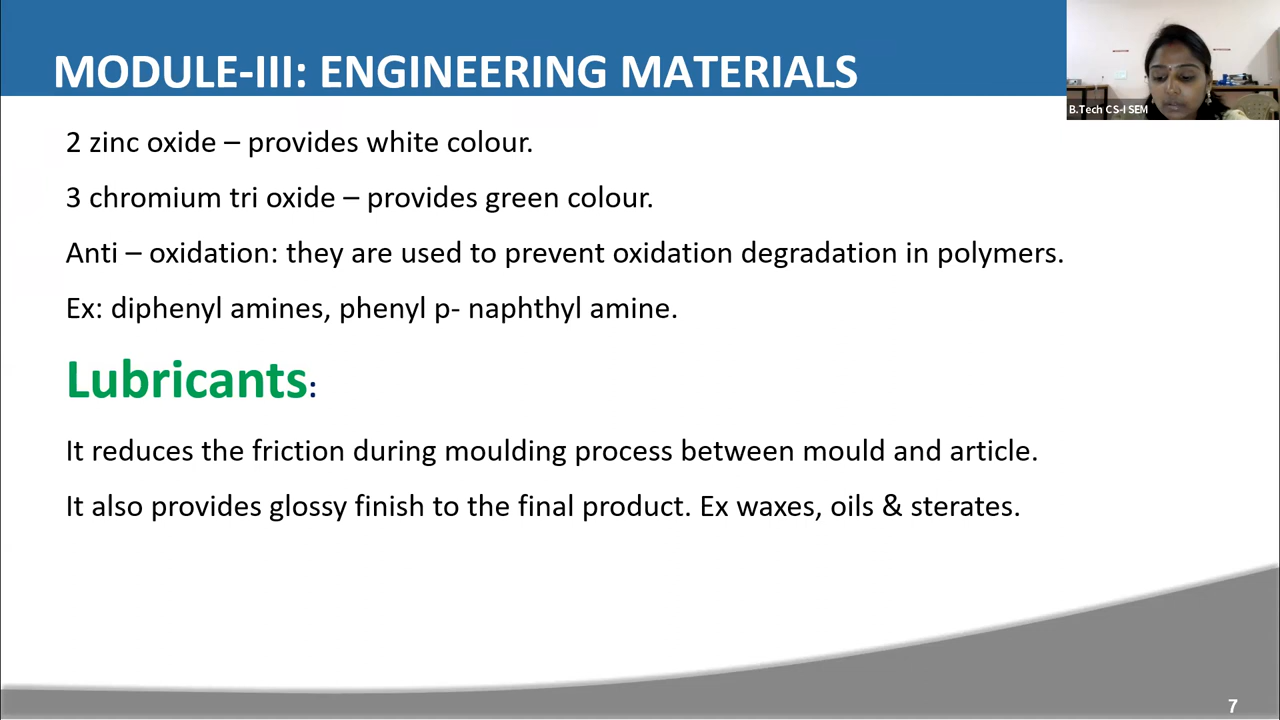 MODULE-III: ENGINEERING MATERIALS
B.Tech CS-I SEM
2 zinc oxide – provides white colour.
3 chromium tri oxide – provides green colour.
Anti – oxidation: they are used to prevent oxidation degradation in polymers.
Ex: diphenyl amines, phenyl p- naphthyl amine.
Lubricants:
It reduces the friction during moulding process between mould and article.
It also provides glossy finish to the final product. Ex waxes, oils & sterates.
7